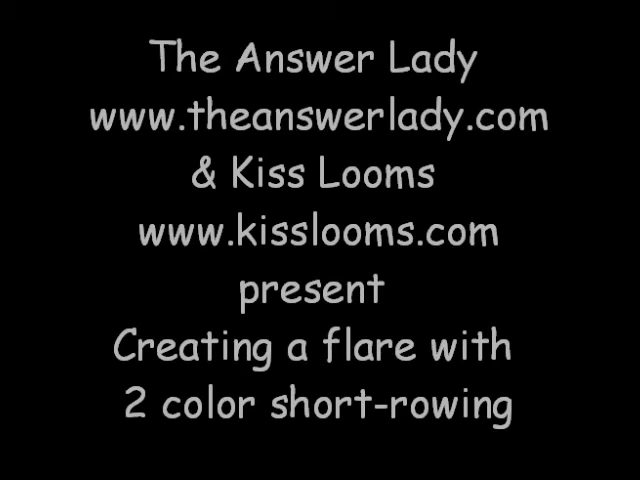 The Answer Lady
www.theanswerlady.com
& Kiss Looms
www.kisslooms.com
present
Creating a flare with
2 color short-rowing